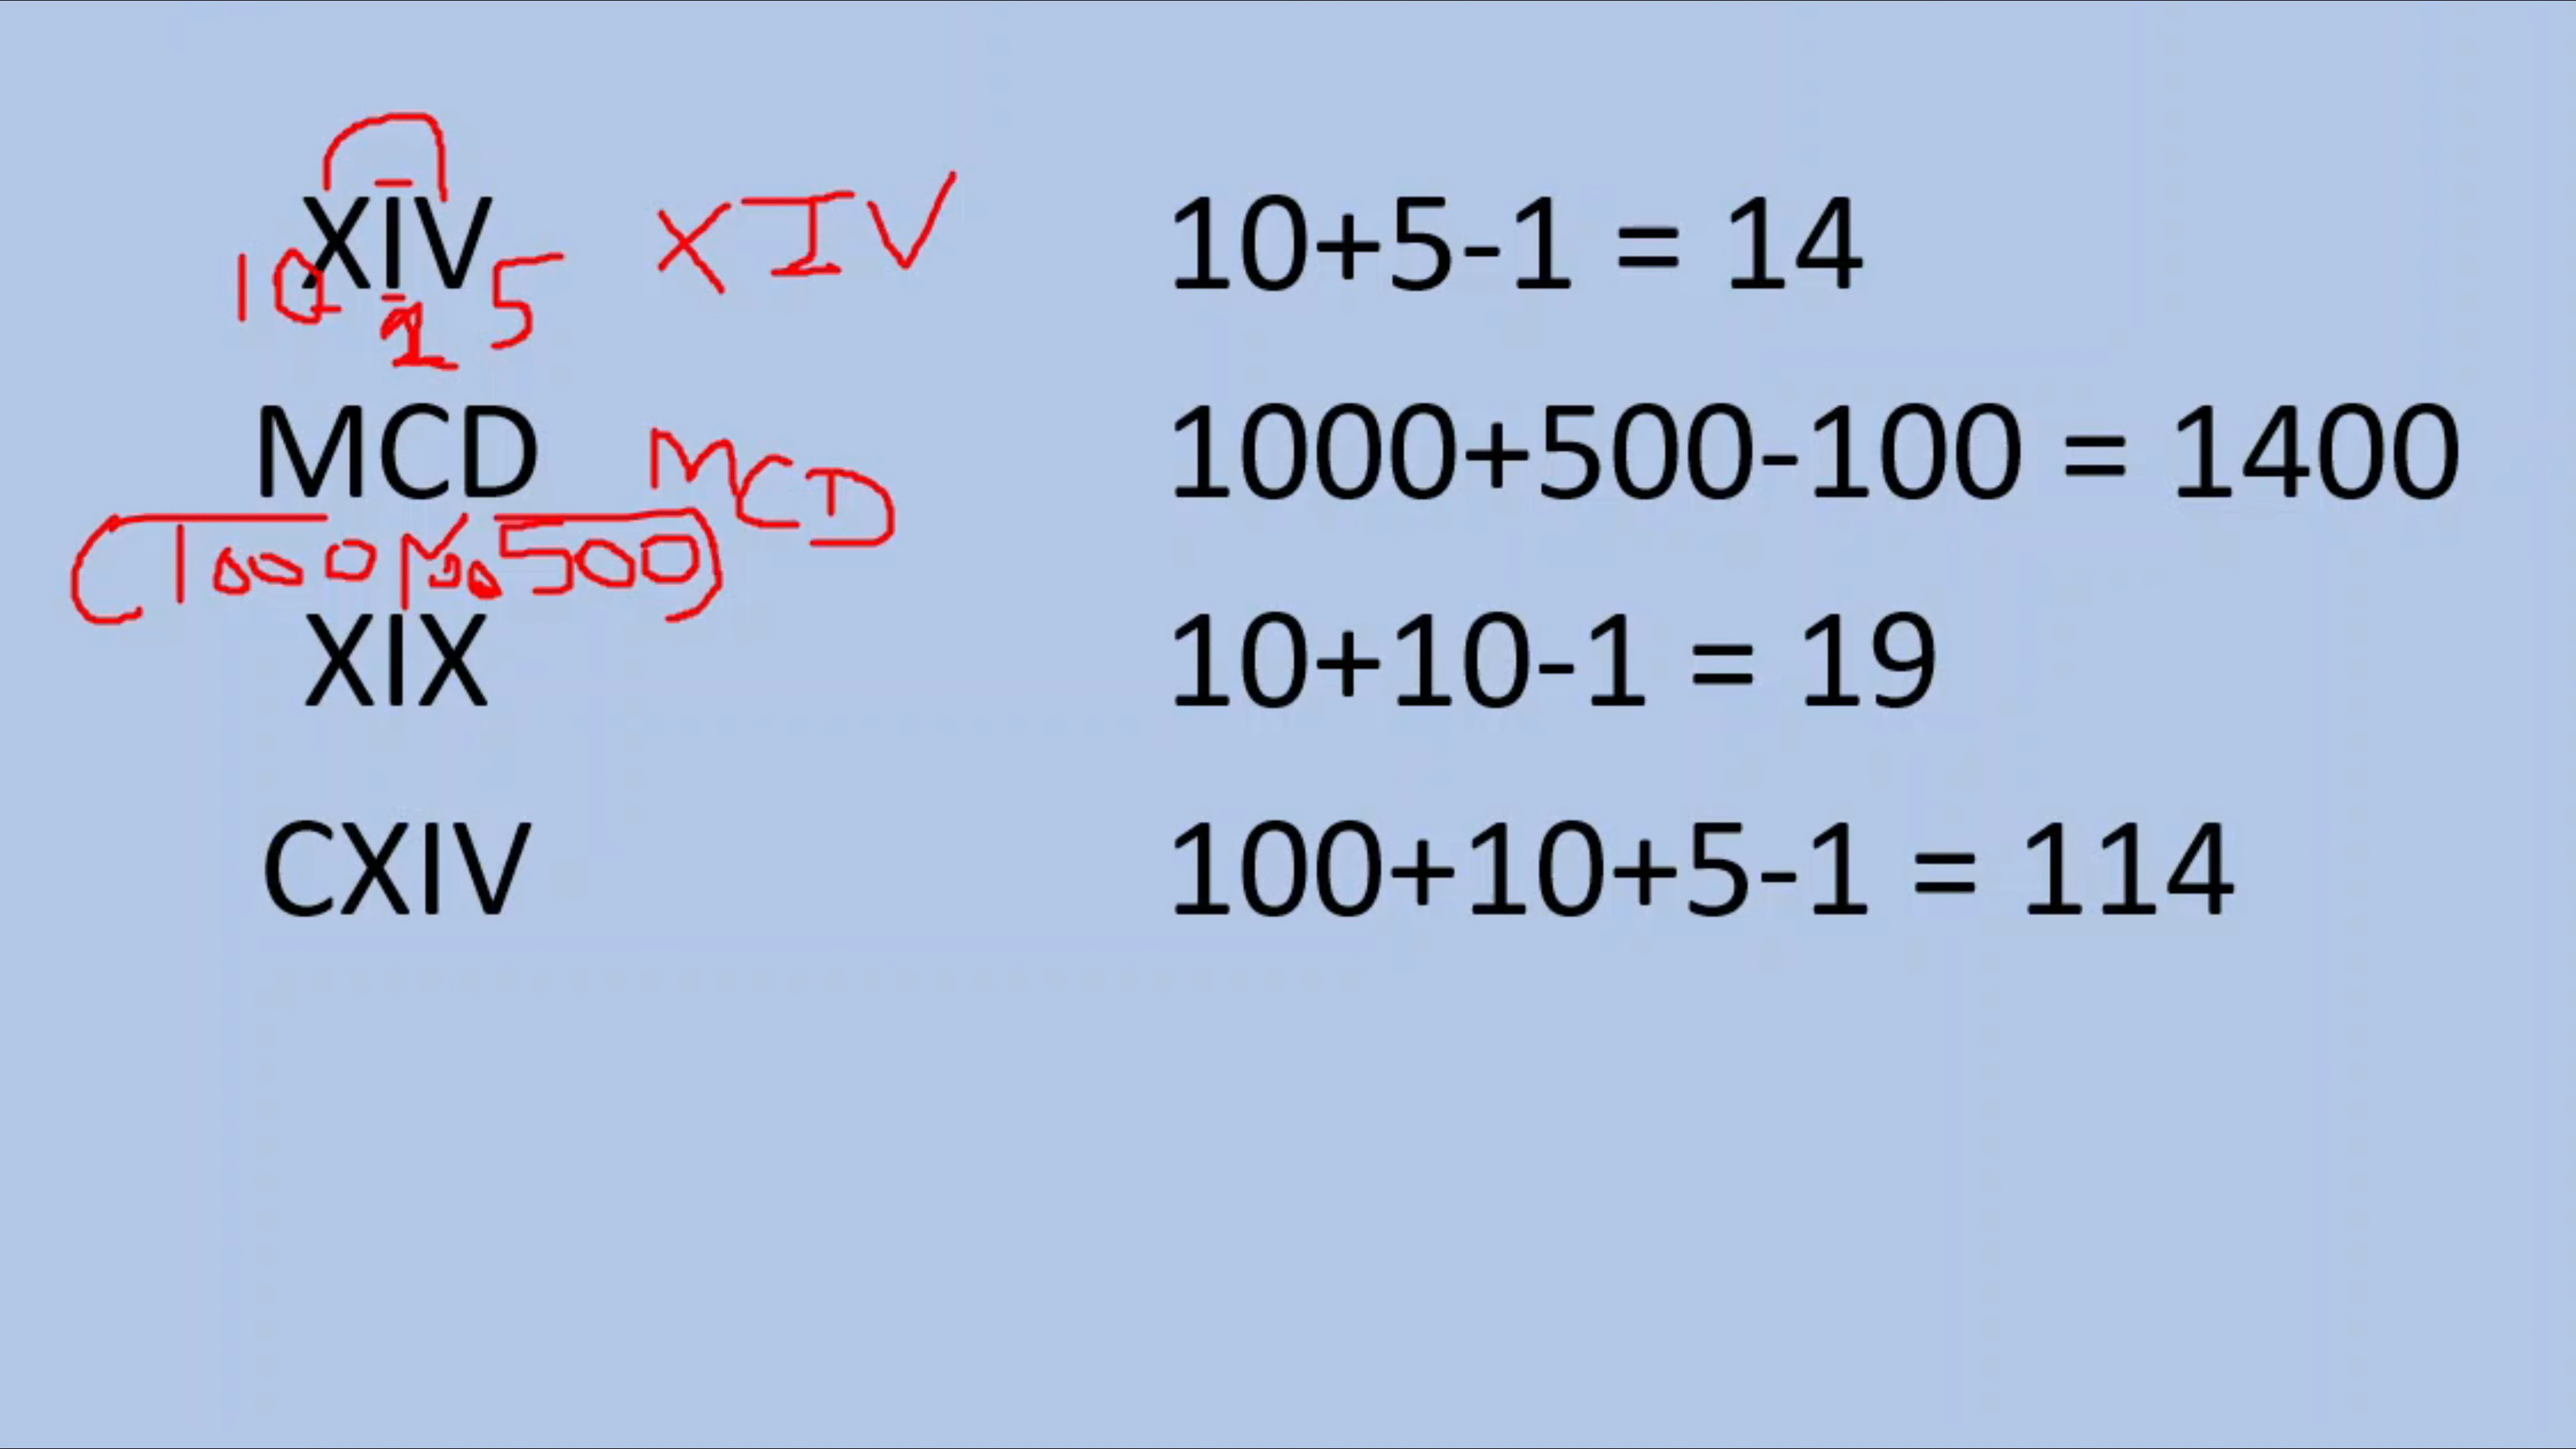 XIV XIV 10+5-1 = 14
10 1 5
MCD MCD 1000+500-100 = 1400
1000 500
XIX 10+10-1 = 19
CXIV 100+10+5-1 = 114